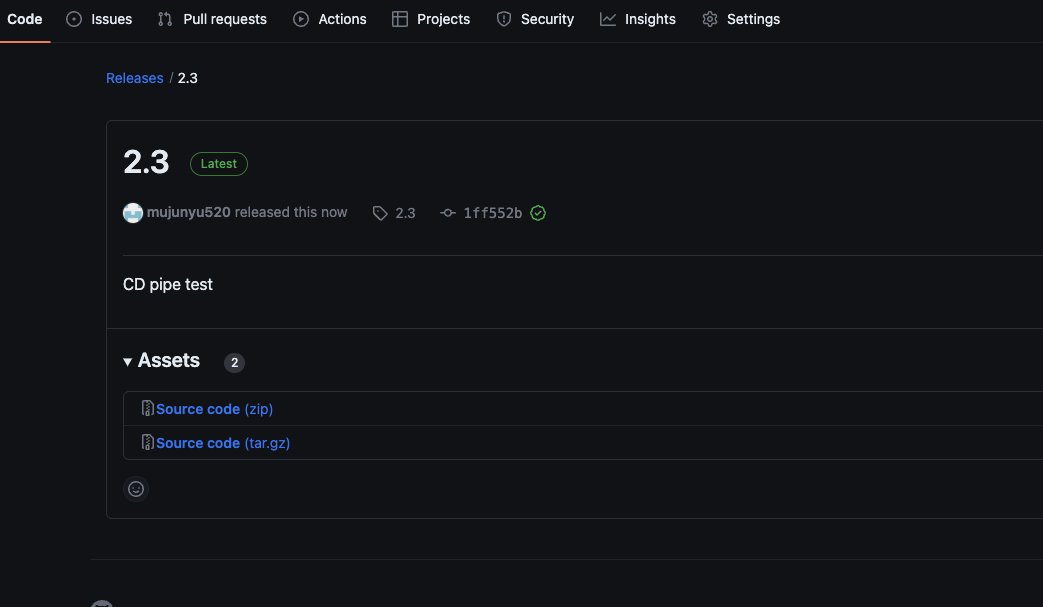 Code Issues Pull requests Actions Projects Security Insights Settings
Releases / 2.3
2.3 Latest
mujunyu520 released this now 2.3 1ff552b
CD pipe test
Assets 2
Source code (zip)
Source code (tar.gz)